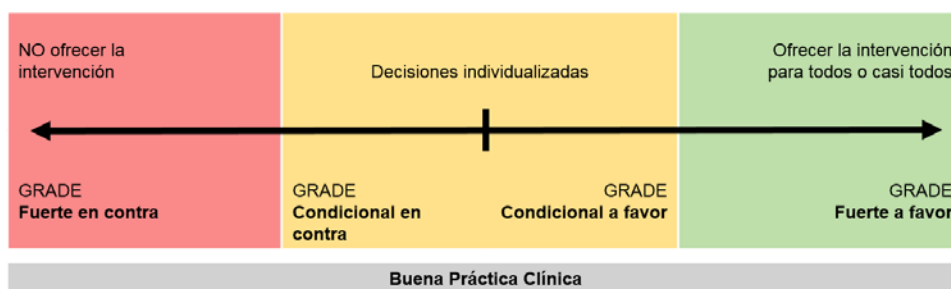 NO ofrecer la
intervención
Decisiones individualizadas
Ofrecer la intervención
para todos o casi todos
GRADE
Fuerte en contra
GRADE
Condicional en
contra
GRADE
Condicional a favor
GRADE
Fuerte a favor
Buena Práctica Clínica